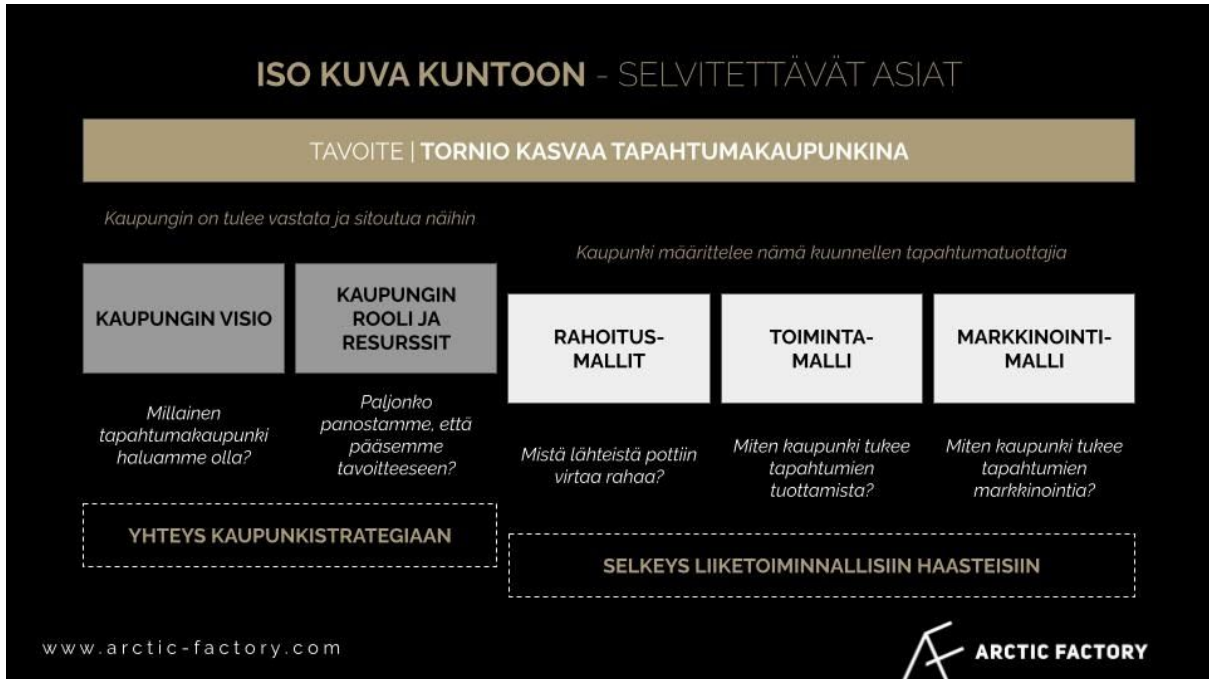 ISO KUVA KUNTOON - SELVITETTÄVÄT ASIAT
TAVOITE | TORNIO KASVAA TAPAHTUMAKAUPUNKINA
Kaupungin on tulee vastata ja sitoutua näihin
KAUPUNGIN VISIO
Millainen
tapahtumakaupunki
haluamme olla?
KAUPUNGIN
ROOLI JA
RESURSSIT
Paljonko
panostamme, että
pääsemme
tavoitteeseen?
YHTEYS KAUPUNKISTRATEGIAAN
Kaupunki määrittelee nämä kuunnellen tapahtumatuottajia
RAHOITUS-
MALLIT
Mistä lähteistä pottiin
virtaa rahaa?
TOIMINTA-
MALLI
Miten kaupunki tukee
tapahtumien
tuottamista?
MARKKINOINTI-
MALLI
Miten kaupunki tukee
tapahtumien
markkinointia?
SELKEYS LIIKETOIMINNALLISIIN HAASTEISIIN
www.arctic-factory.com
ARCTIC FACTORY